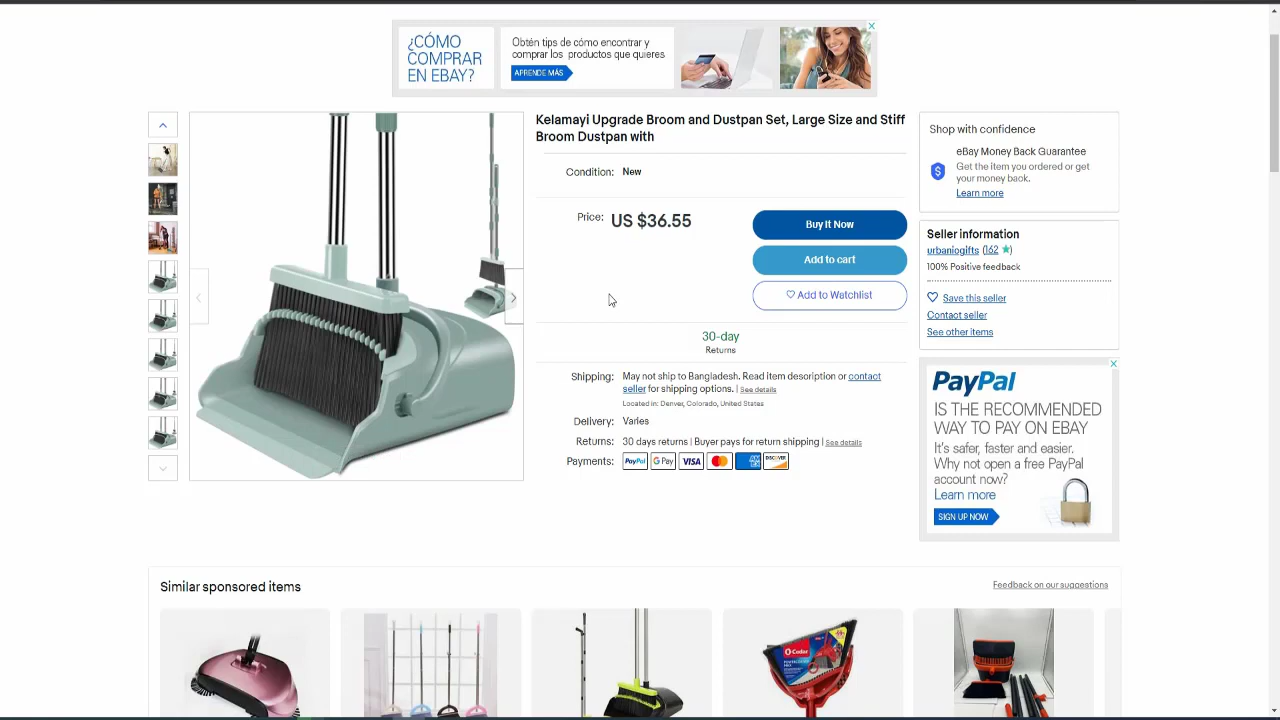 ¿CÓMO
COMPRAR
EN EBAY?
Obtén tips de cómo encontrar y
comprar los productos que quieres
APRENDE MÁS
Kelamayi Upgrade Broom and Dustpan Set, Large Size and Stiff
Broom Dustpan with
Condition: New
Price: US $36.55
Buy It Now
Add to cart
Add to Watchlist
30-day
Returns
Shipping: May not ship to Bangladesh. Read item description or contact
seller for shipping options. | See details
Located in: Denver, Colorado, United States
Delivery: Varies
Returns: 30 days returns | Buyer pays for return shipping | See details
Payments: PayPal G Pay VISA DISCOVER
Shop with confidence
eBay Money Back Guarantee
Get the item you ordered or get
your money back.
Learn more
Seller information
urbaniogifts (162)
100% Positive feedback
Save this seller
Contact seller
See other items
PayPal
IS THE RECOMMENDED
WAY TO PAY ON EBAY
It's safer, faster and easier.
Why not open a free PayPal
account now?
Learn more
SIGN UP NOW
Similar sponsored items
Feedback on our suggestions
O Cedar